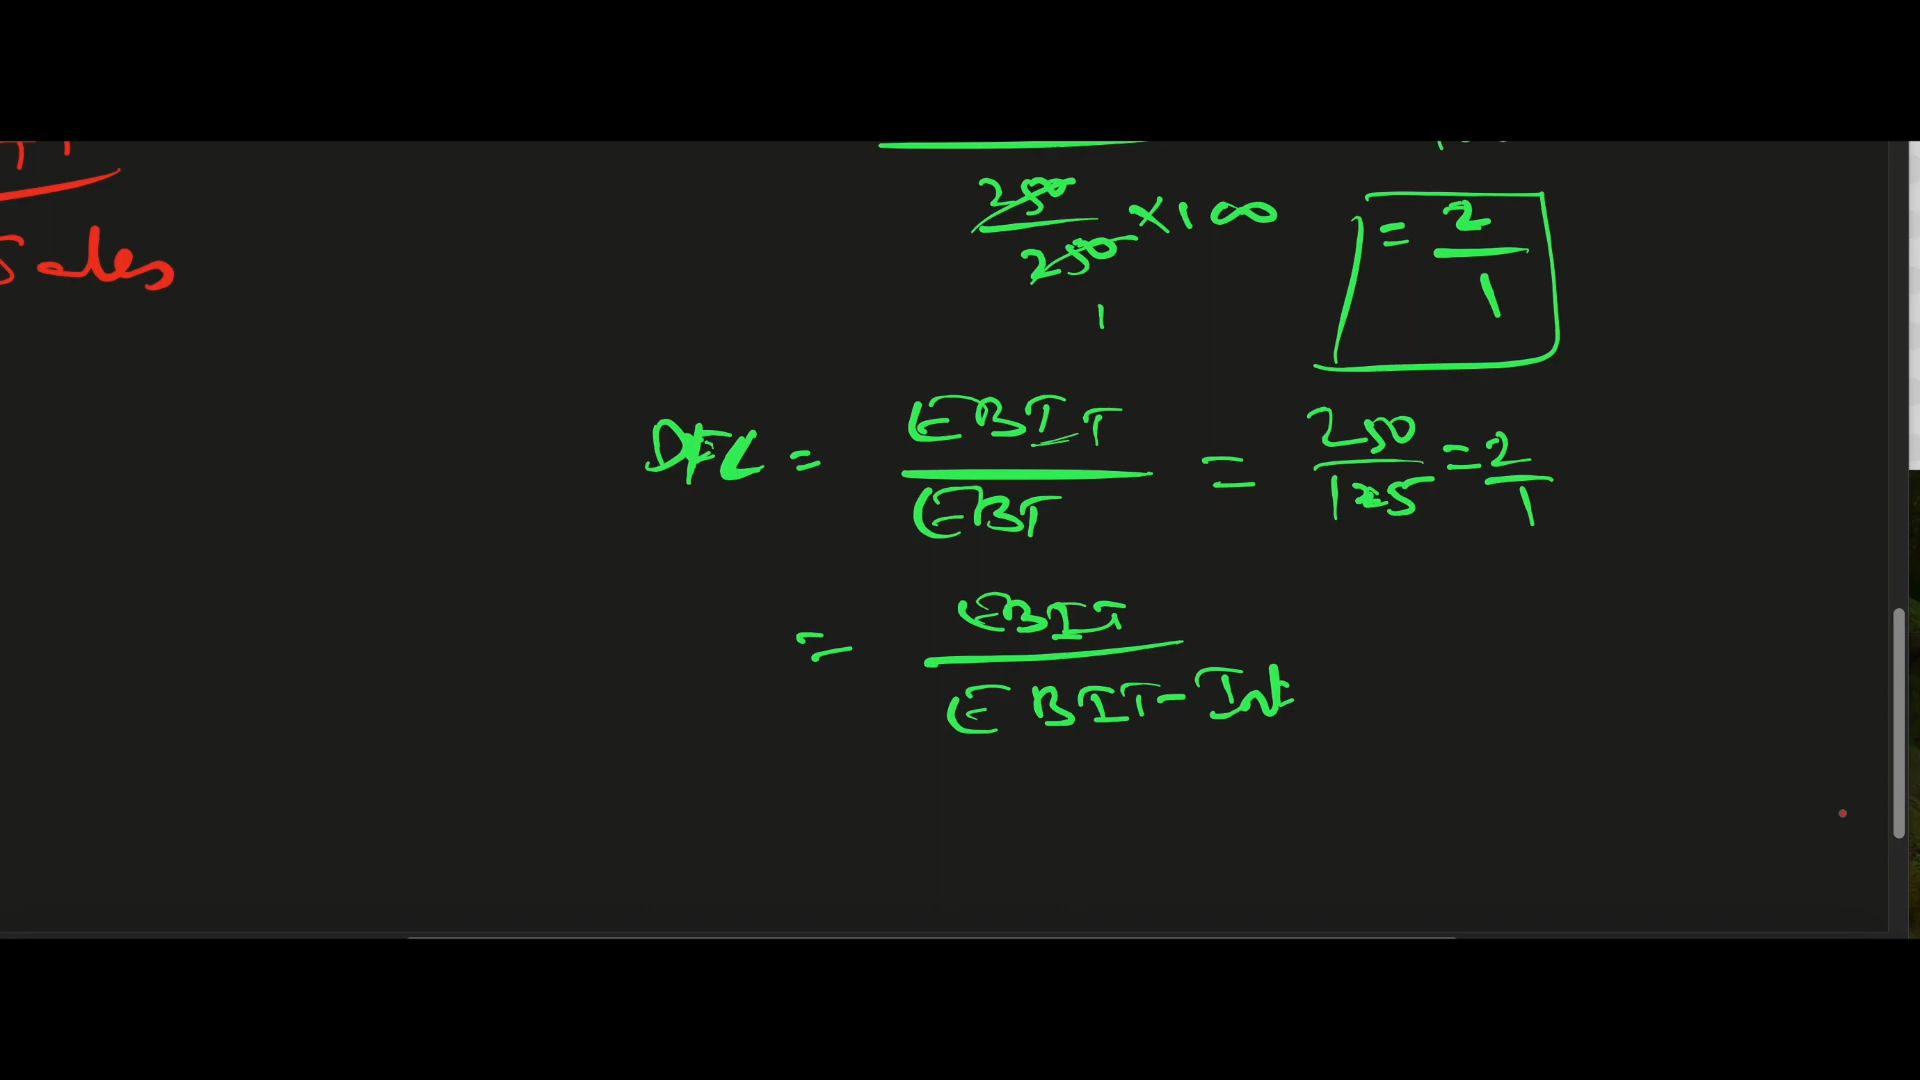 Sales
250
250 × 100 = 2
1 1
DFL = EBIT / EBT = 250 / 125 = 2 / 1
= EBIT / EBIT - Int